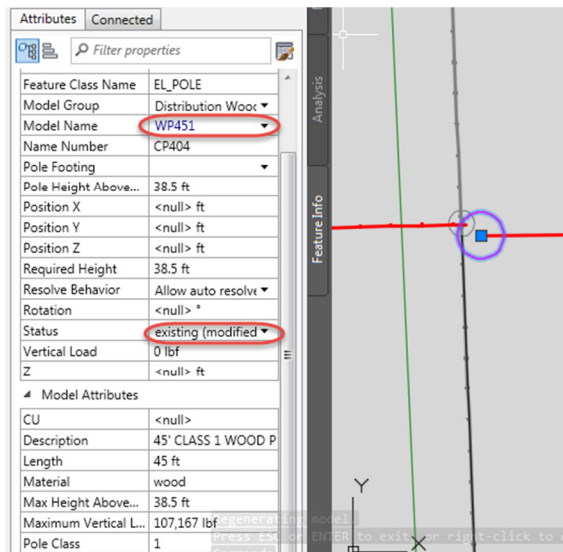 Attributes Connected
Filter properties
Feature Class Name EL_POLE
Model Group Distribution Wooc
Model Name WP451
Name Number CP404
Pole Footing
Pole Height Above... 38.5 ft
Position X <null> ft
Position Y <null> ft
Position Z <null> ft
Required Height 38.5 ft
Resolve Behavior Allow auto resolve
Rotation <null> °
Status existing (modified
Vertical Load 0 lbf
Z <null> ft
Model Attributes
CU <null>
Description 45' CLASS 1 WOOD P
Length 45 ft
Material wood
Max Height Above... 38.5 ft
Maximum Vertical L... 107,167 lbf
Pole Class 1
Analysis
Feature Info
Y
X
Regenerating model.
Press ESC or ENTER to exit, or right-click to
Command: